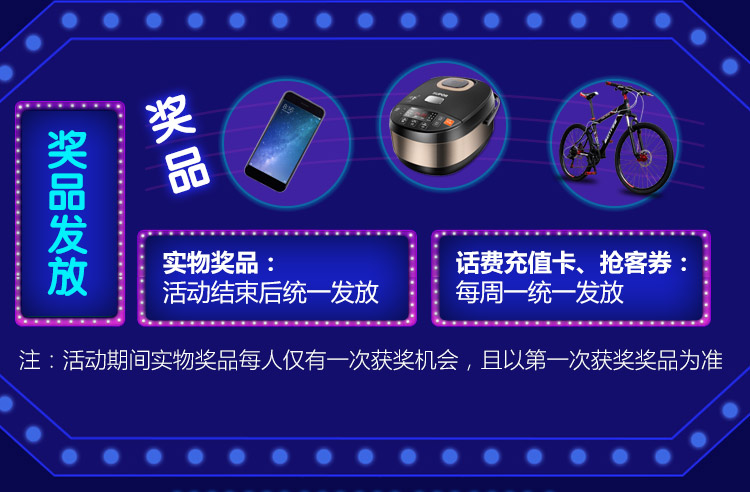 奖品
奖品发放
实物奖品：
活动结束后统一发放
话费充值卡、抢客券：
每周一统一发放
注：活动期间实物奖品每人仅有一次获奖机会，且以第一次获奖奖品为准